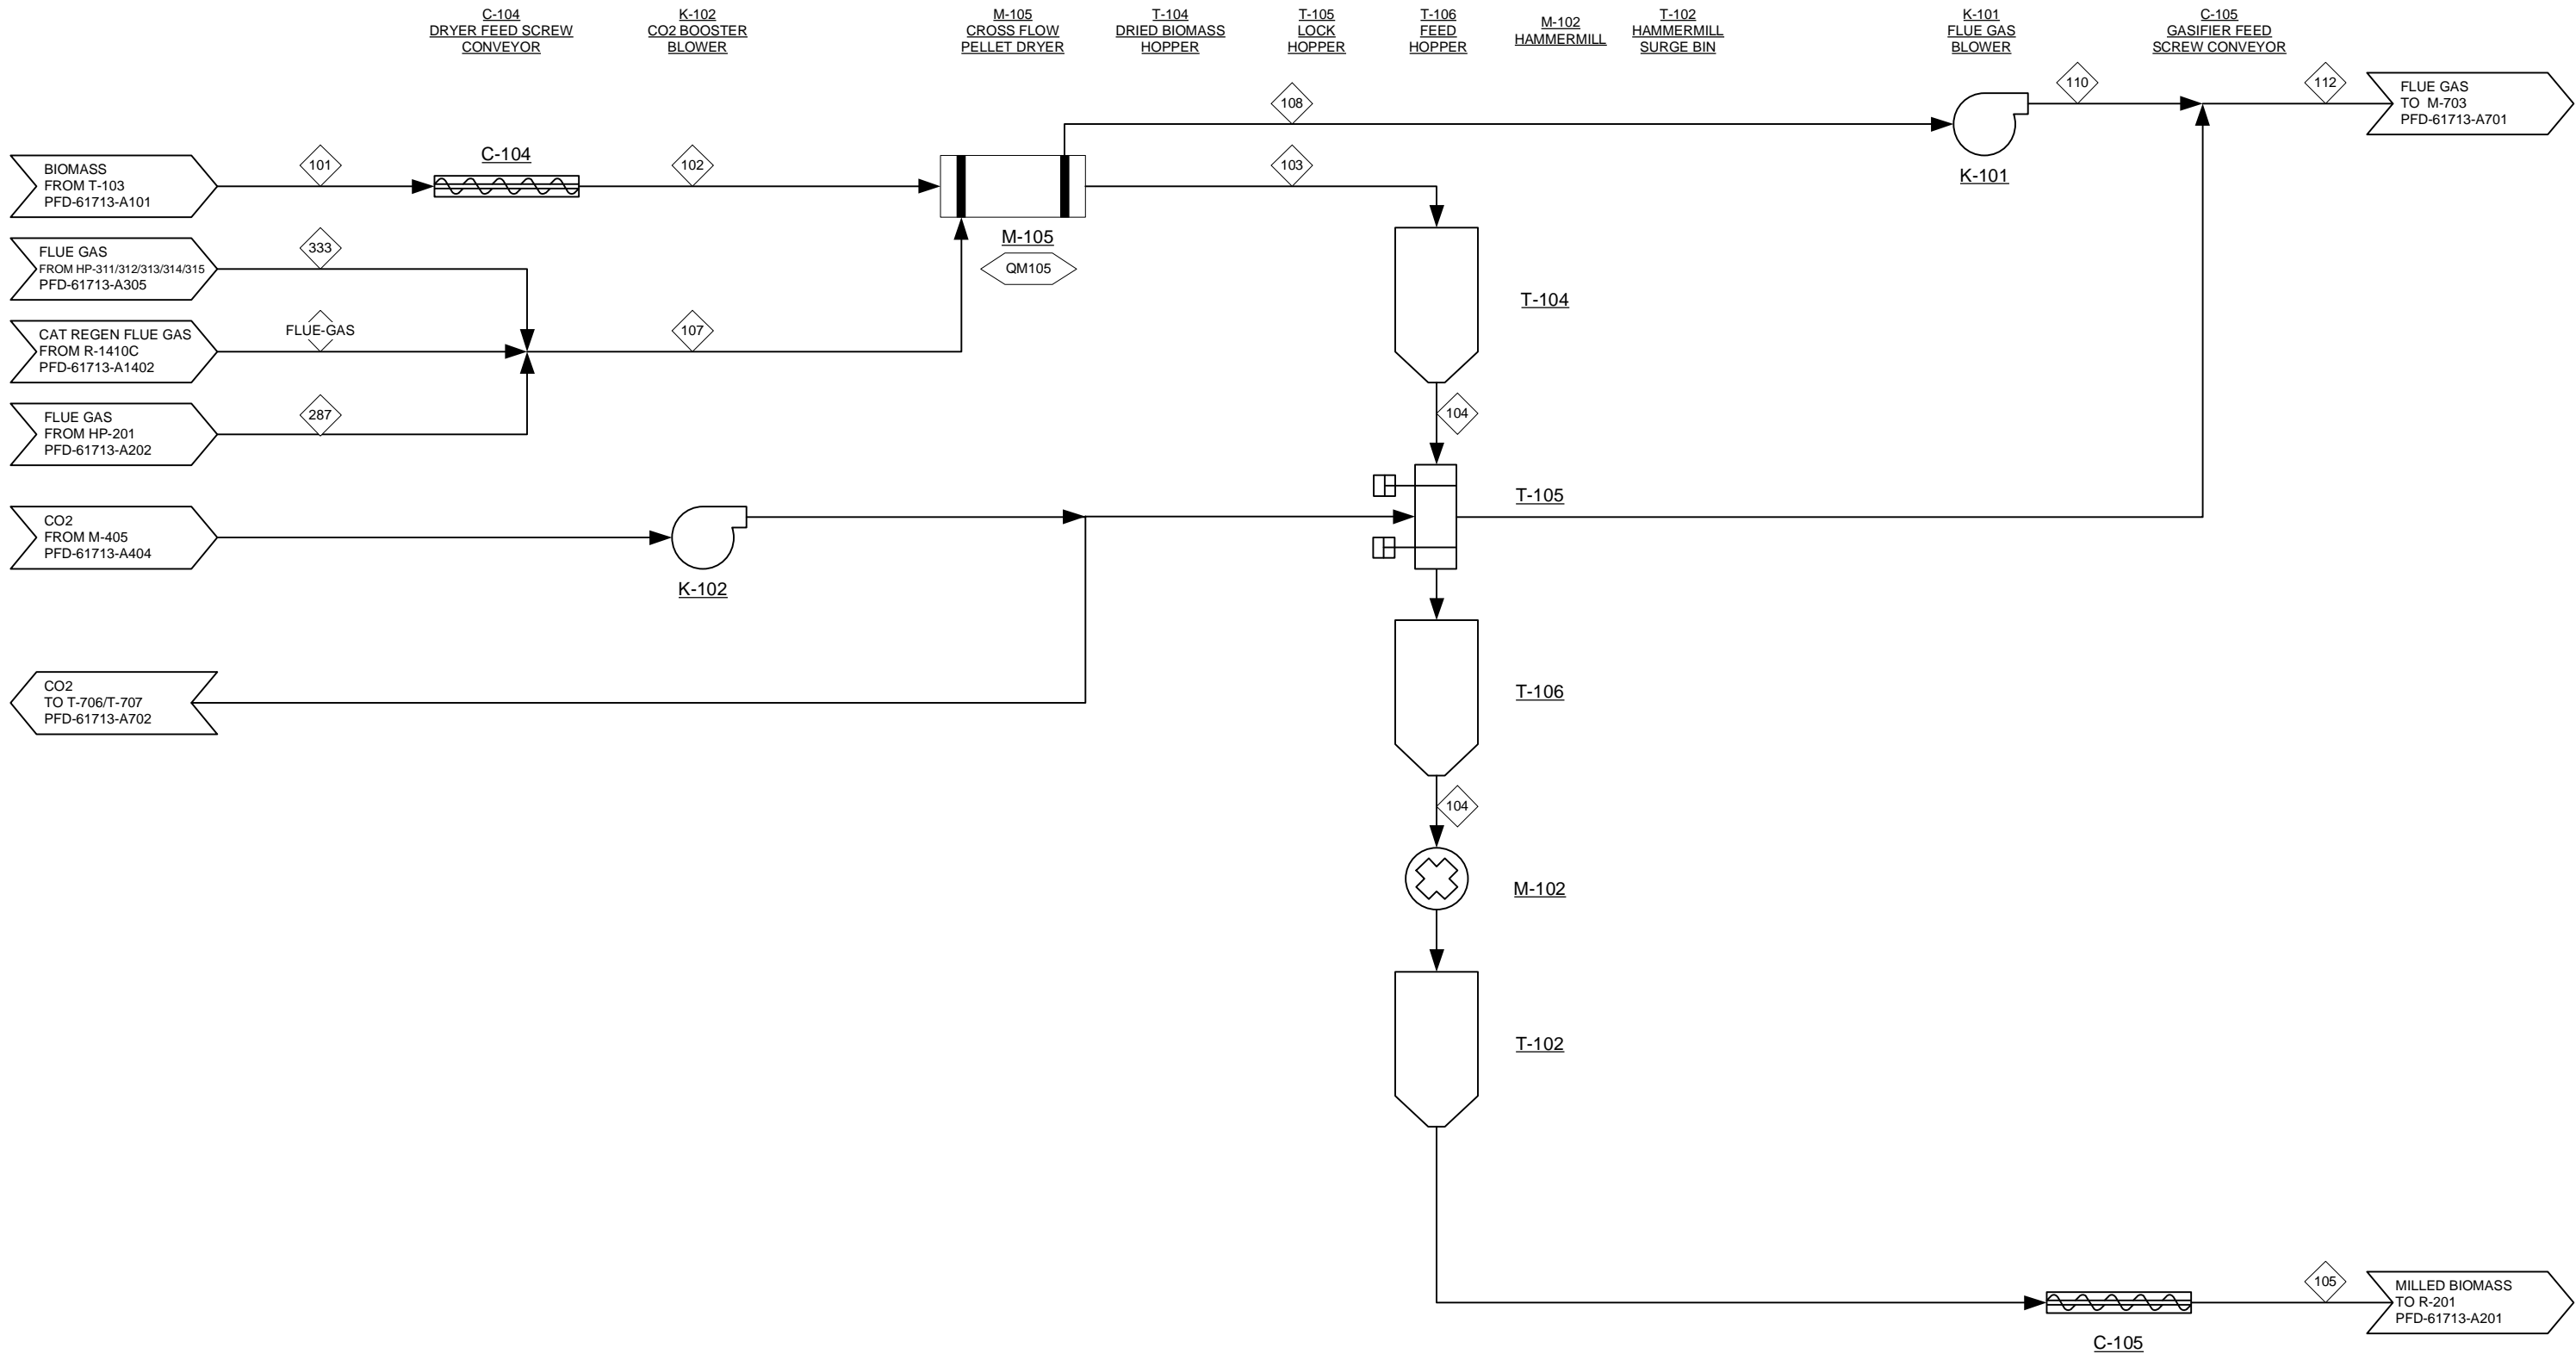 C-104
DRYER FEED SCREW
CONVEYOR
K-102
CO2 BOOSTER
BLOWER
M-105
CROSS FLOW
PELLET DRYER
T-104
DRIED BIOMASS
HOPPER
T-105
LOCK
HOPPER
T-106
FEED
HOPPER
M-102
HAMMERMILL
T-102
HAMMERMILL
SURGE BIN
K-101
FLUE GAS
BLOWER
C-105
GASIFIER FEED
SCREW CONVEYOR
108
110
112
FLUE GAS
TO M-703
PFD-61713-A701
K-101
BIOMASS
FROM T-103
PFD-61713-A101
101
C-104
102
M-105
QM105
103
FLUE GAS
FROM HP-311/312/313/314/315
PFD-61713-A305
333
T-104
CAT REGEN FLUE GAS
FROM R-1410C
PFD-61713-A1402
FLUE-GAS
107
FLUE GAS
FROM HP-201
PFD-61713-A202
287
104
CO2
FROM M-405
PFD-61713-A404
K-102
T-105
CO2
TO T-706/T-707
PFD-61713-A702
T-106
104
M-102
T-102
105
MILLED BIOMASS
TO R-201
PFD-61713-A201
C-105